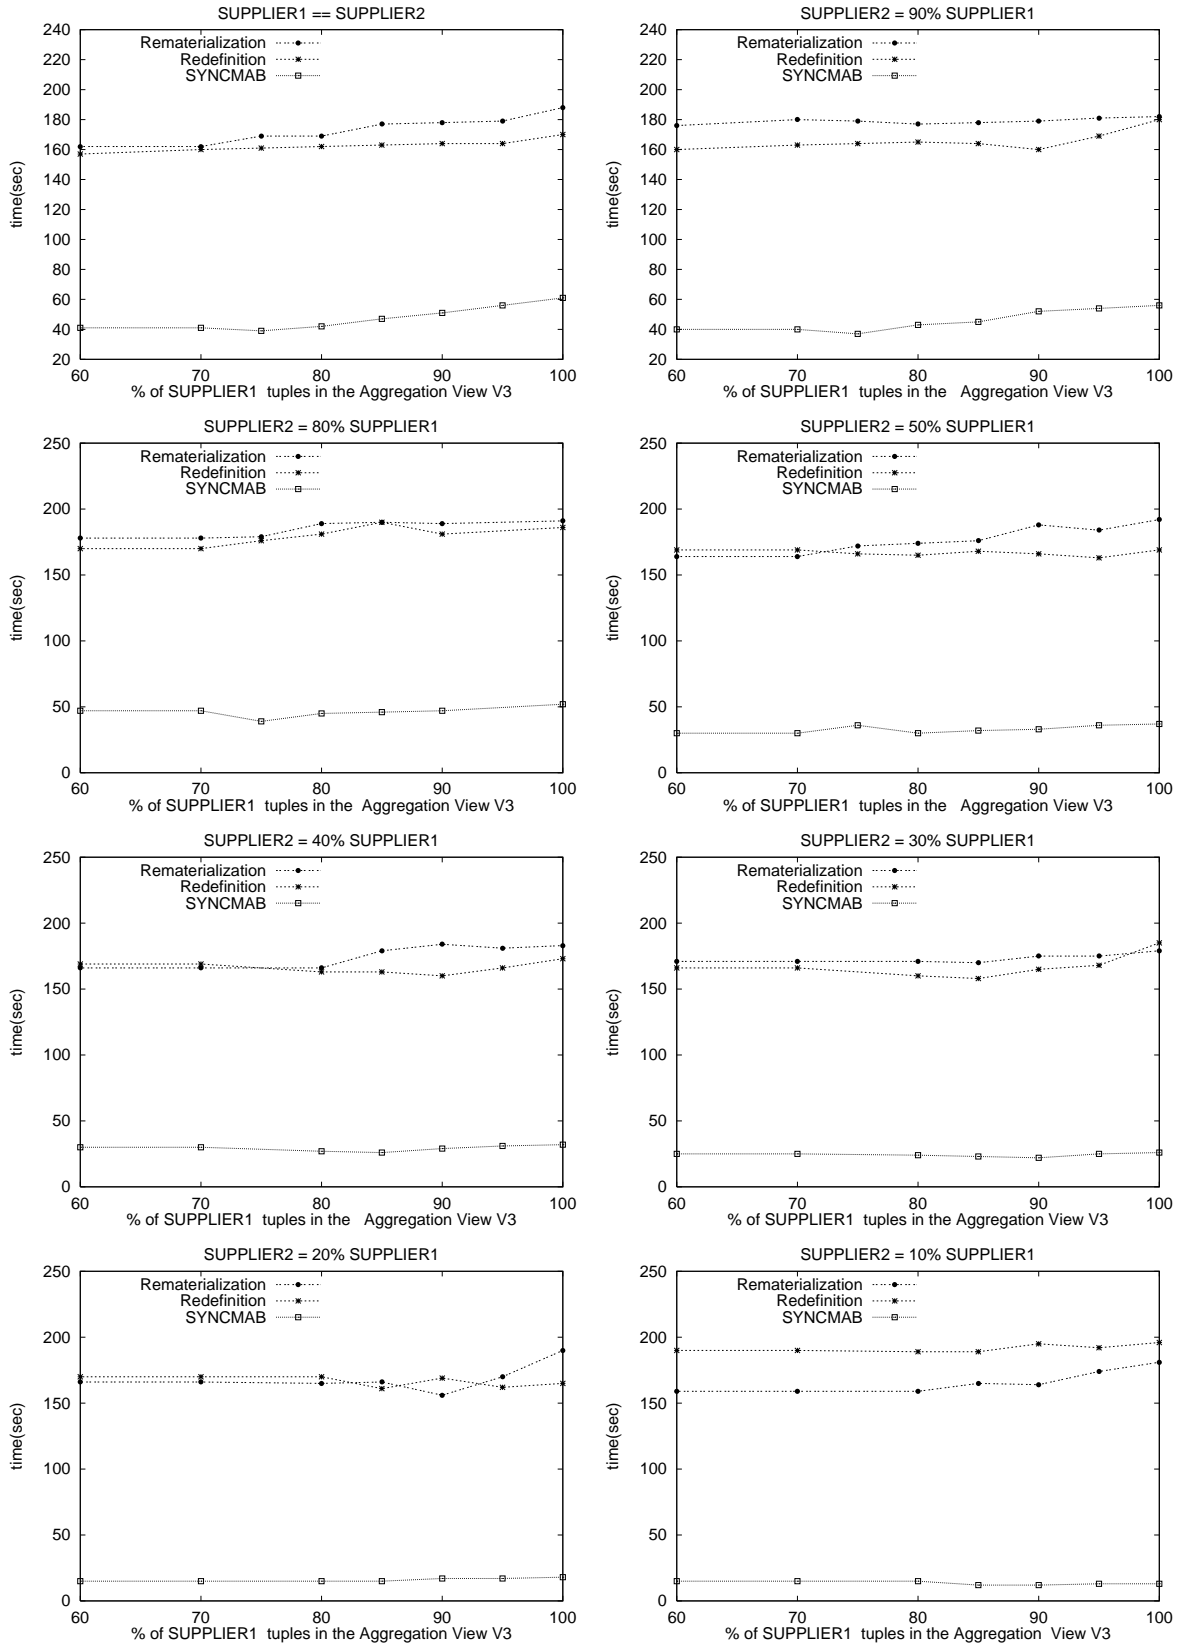 SUPPLIER1 == SUPPLIER2
Rematerialization
Redefinition
SYNCMAB
time(sec)
240
220
200
180
160
140
120
100
80
60
40
20
60 70 80 90 100
% of SUPPLIER1 tuples in the Aggregation View V3
SUPPLIER2 = 90% SUPPLIER1
Rematerialization
Redefinition
SYNCMAB
time(sec)
240
220
200
180
160
140
120
100
80
60
40
20
60 70 80 90 100
% of SUPPLIER1 tuples in the Aggregation View V3
SUPPLIER2 = 80% SUPPLIER1
Rematerialization
Redefinition
SYNCMAB
time(sec)
250
200
150
100
50
0
60 70 80 90 100
% of SUPPLIER1 tuples in the Aggregation View V3
SUPPLIER2 = 50% SUPPLIER1
Rematerialization
Redefinition
SYNCMAB
time(sec)
250
200
150
100
50
0
60 70 80 90 100
% of SUPPLIER1 tuples in the Aggregation View V3
SUPPLIER2 = 40% SUPPLIER1
Rematerialization
Redefinition
SYNCMAB
time(sec)
250
200
150
100
50
0
60 70 80 90 100
% of SUPPLIER1 tuples in the Aggregation View V3
SUPPLIER2 = 30% SUPPLIER1
Rematerialization
Redefinition
SYNCMAB
time(sec)
250
200
150
100
50
0
60 70 80 90 100
% of SUPPLIER1 tuples in the Aggregation View V3
SUPPLIER2 = 20% SUPPLIER1
Rematerialization
Redefinition
SYNCMAB
time(sec)
250
200
150
100
50
0
60 70 80 90 100
% of SUPPLIER1 tuples in the Aggregation View V3
SUPPLIER2 = 10% SUPPLIER1
Rematerialization
Redefinition
SYNCMAB
time(sec)
250
200
150
100
50
0
60 70 80 90 100
% of SUPPLIER1 tuples in the Aggregation View V3